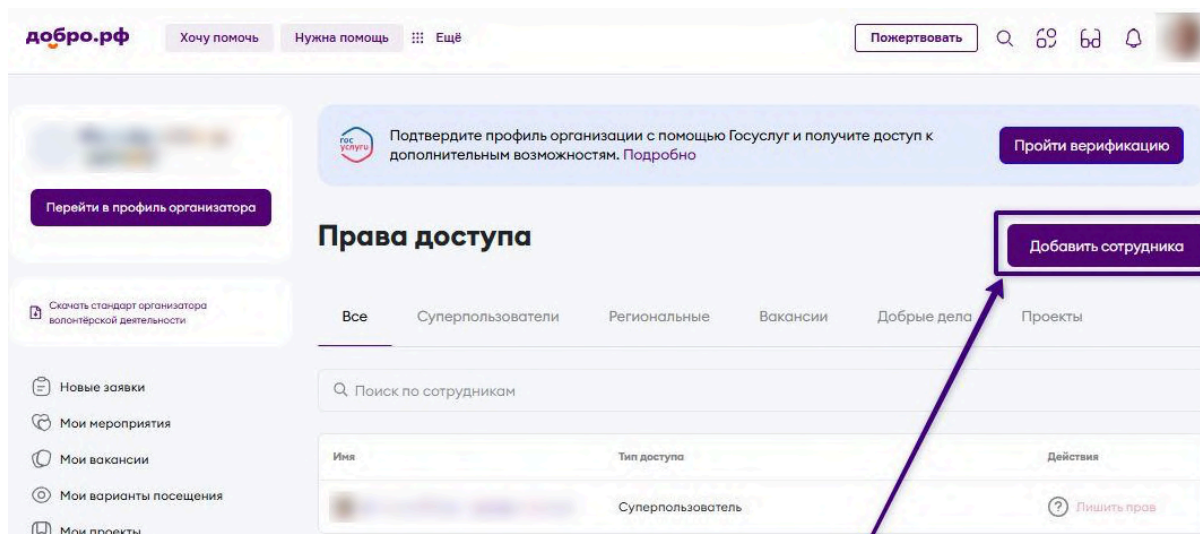 добро.рф
Хочу помочь
Нужна помощь
Ещё
Пожертвовать
гос услуги
Подтвердите профиль организации с помощью Госуслуг и получите доступ к
дополнительным возможностям. Подробно
Пройти верификацию
Перейти в профиль организатора
Права доступа
Добавить сотрудника
Скачать стандарт организатора
волонтёрской деятельности
Все
Суперпользователи
Региональные
Вакансии
Добрые дела
Проекты
Новые заявки
Мои мероприятия
Мои вакансии
Мои варианты посещения
Мои проекты
Поиск по сотрудникам
Имя
Тип доступа
Действия
Суперпользователь
? Лишить прав